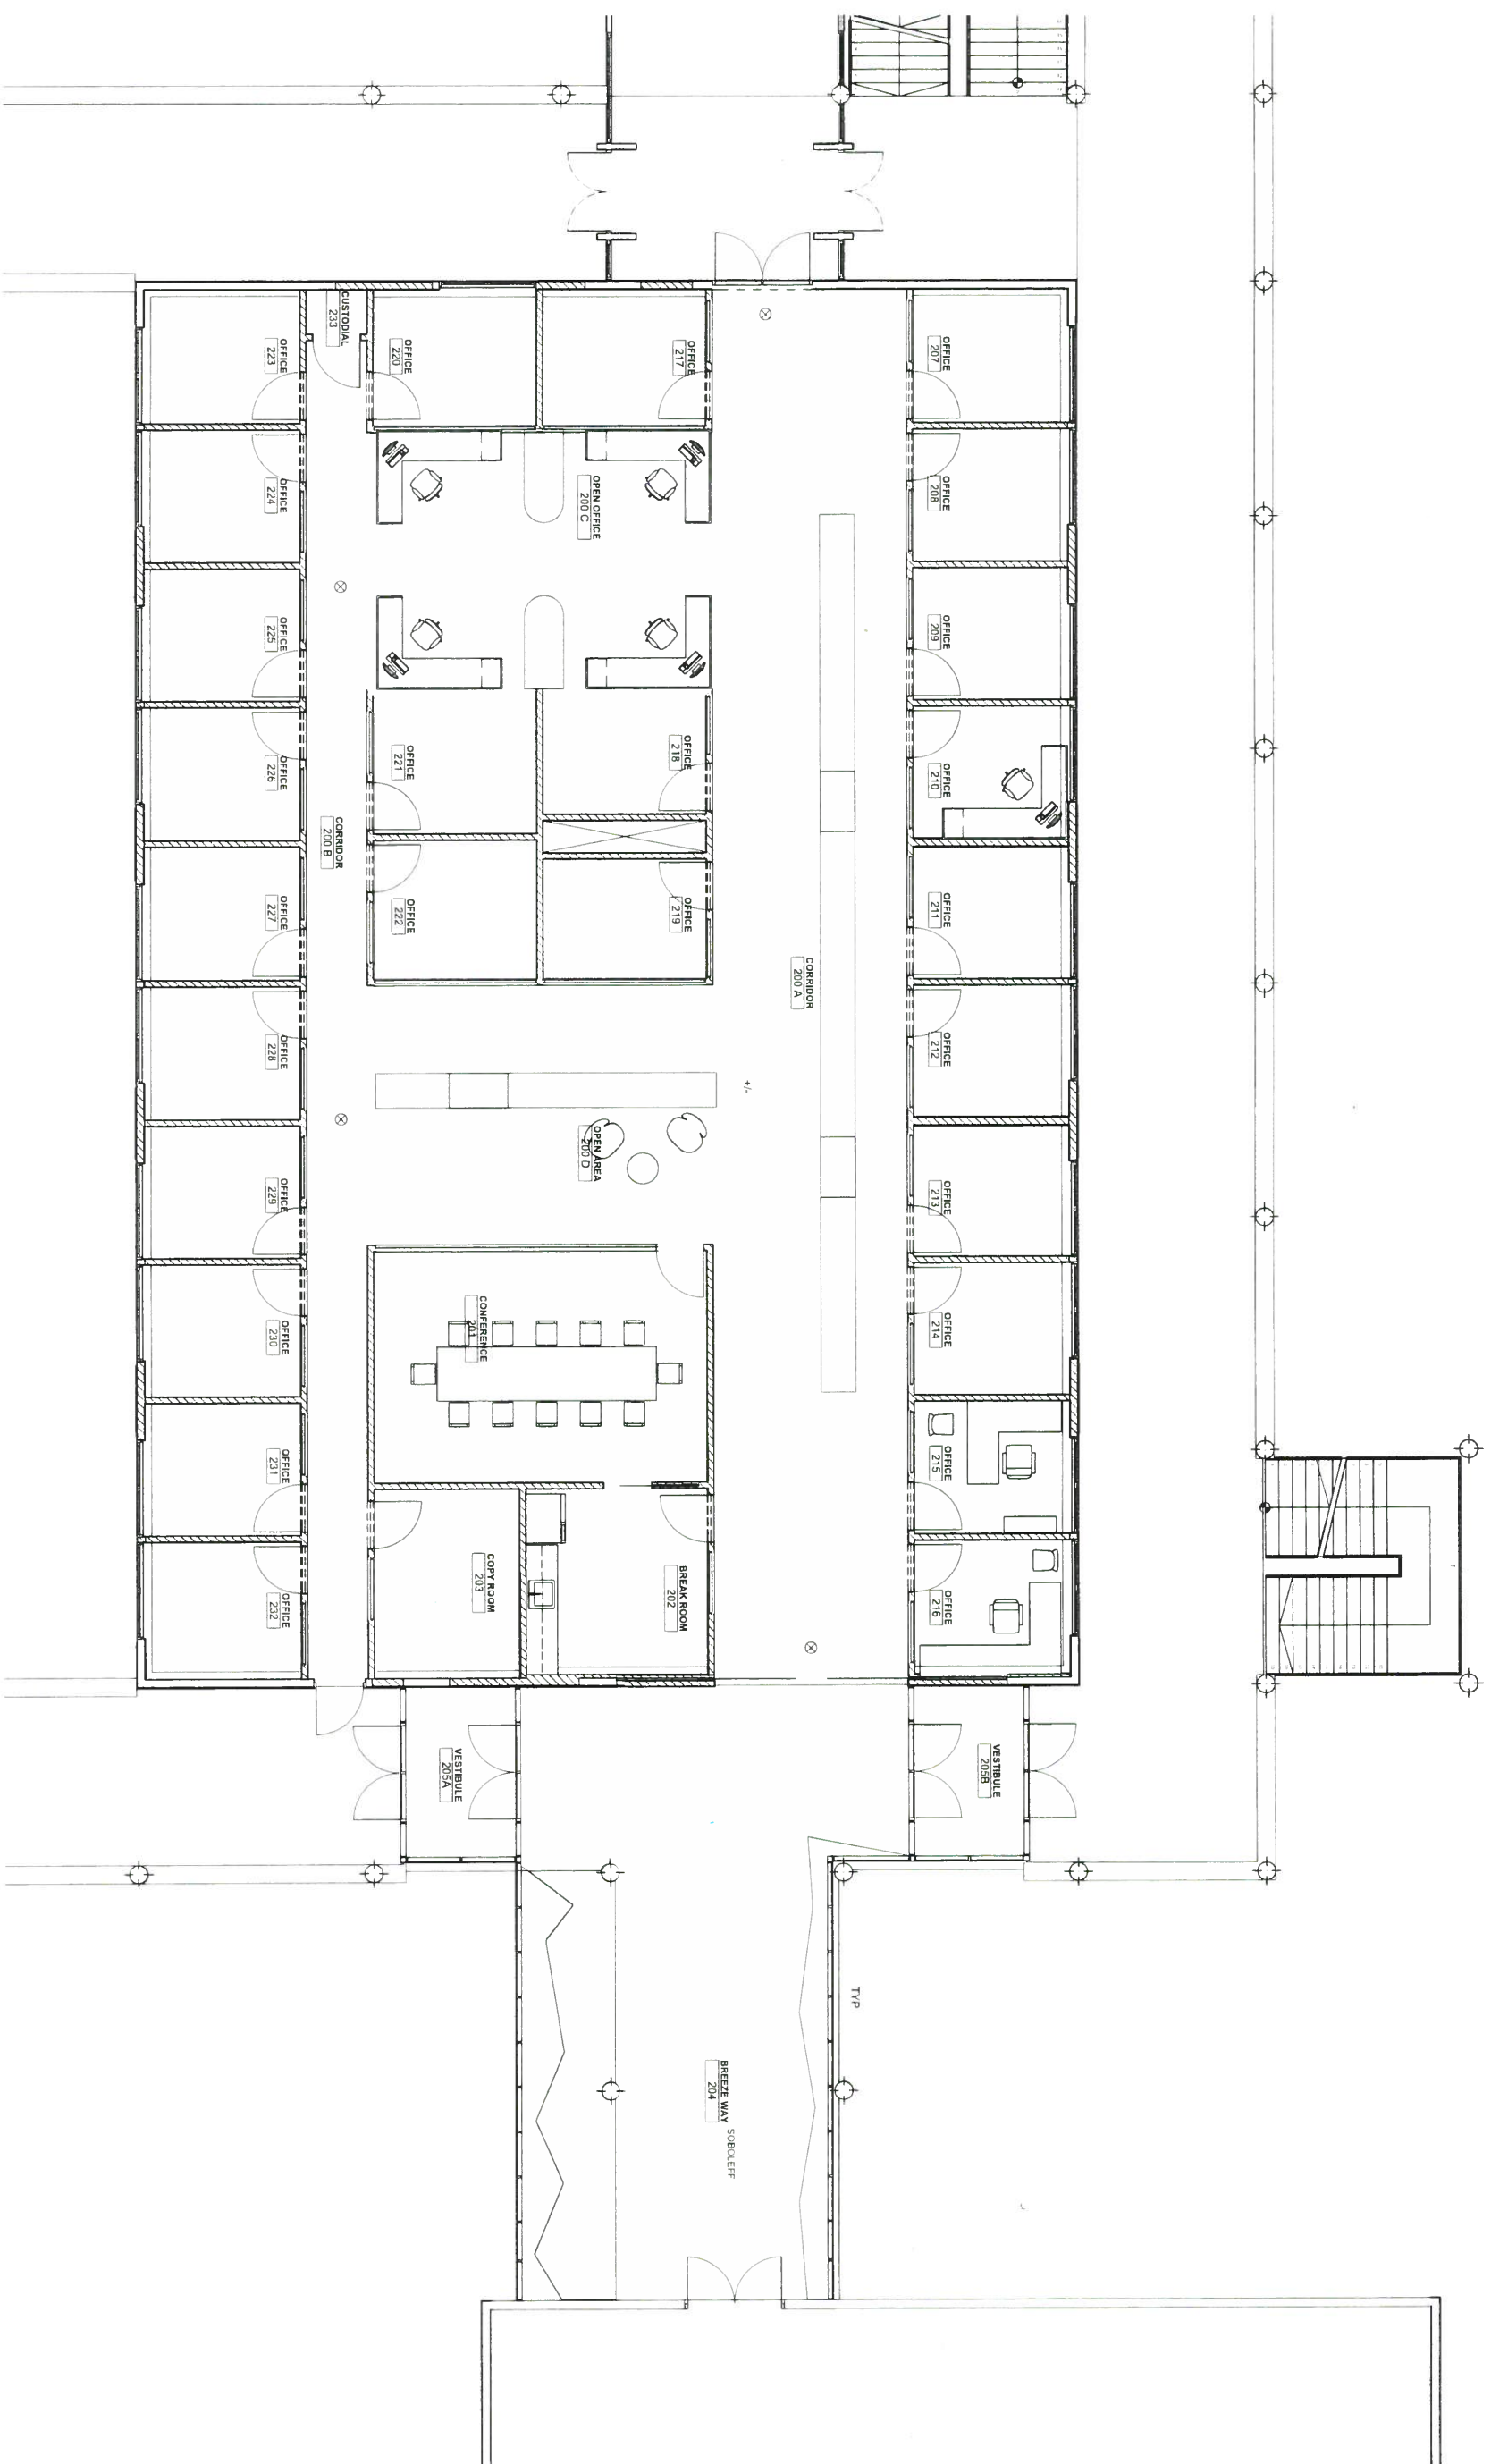 OFFICE
207
OFFICE
208
OFFICE
209
OFFICE
210
OFFICE
211
OFFICE
212
OFFICE
213
OFFICE
214
OFFICE
215
OFFICE
216
VESTIBULE
205B
TYP
CORRIDOR
200 A
+/-
BREEZE WAY
204
SOBOLEFF
OFFICE
217
OFFICE
218
OFFICE
219
BREAK ROOM
202
OPEN OFFICE
200 C
OPEN AREA
200 D
CONFERENCE
201
COPY ROOM
203
VESTIBULE
205A
OFFICE
220
OFFICE
221
OFFICE
222
CUSTODIAL
233
CORRIDOR
200 B
OFFICE
223
OFFICE
224
OFFICE
225
OFFICE
226
OFFICE
227
OFFICE
228
OFFICE
229
OFFICE
230
OFFICE
231
OFFICE
232